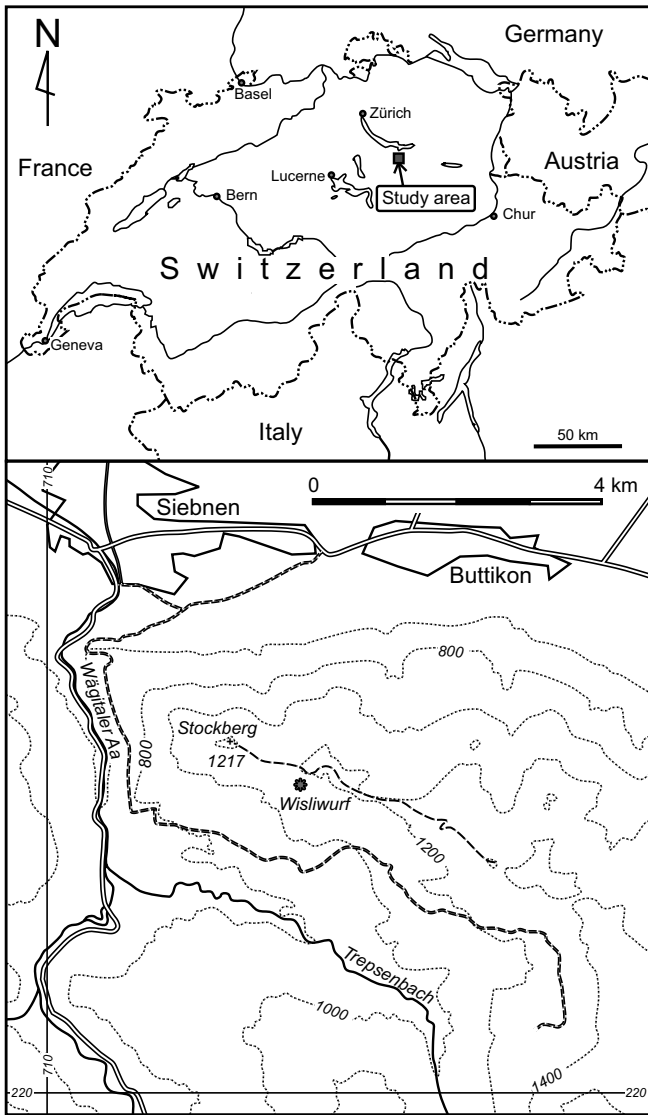 N
Germany
Basel
Zürich
France
Austria
Lucerne
Study area
Bern
Chur
Switzerland
Geneva
Italy
50 km
710
0 4 km
Siebnen
Buttikon
800
Wägitaler Aa
Stockberg
800
1217
Wisliwurf
1200
Trepsenbach
1000
710
1400
220
220